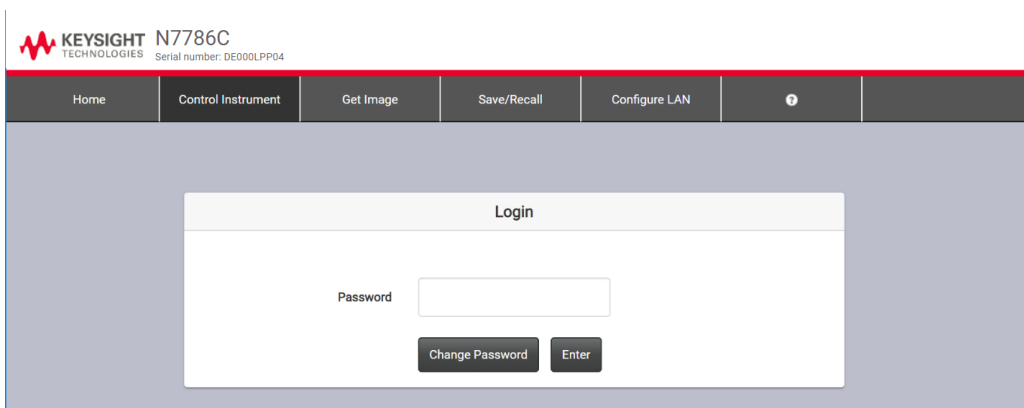 KEYSIGHT
TECHNOLOGIES
N7786C
Serial number: DE000LPP04
Home Control Instrument Get Image Save/Recall Configure LAN ?
Login
Password
Change Password Enter